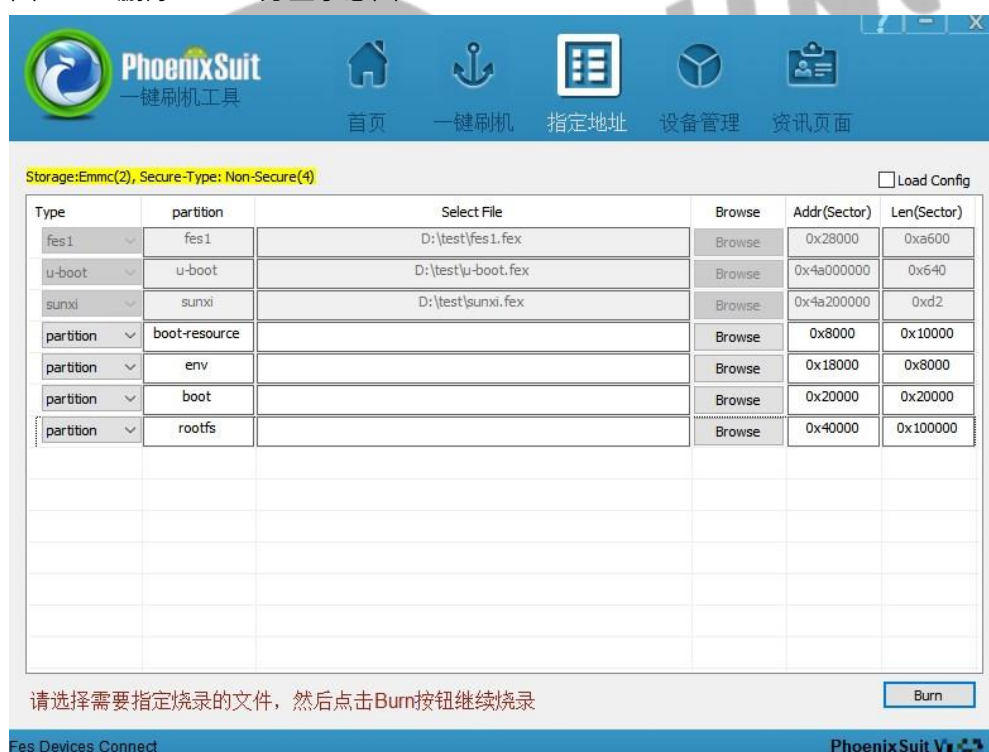 ? - X
PhoenixSuit
一键刷机工具
首页 一键刷机 指定地址 设备管理 资讯页面
Storage:Emmc(2), Secure-Type: Non-Secure(4)
Load Config
Type partition Select File Browse Addr(Sector) Len(Sector)
fes1 fes1 D:\test\fes1.fex Browse 0x28000 0xa600
u-boot u-boot D:\test\u-boot.fex Browse 0x4a000000 0x640
sunxi sunxi D:\test\sunxi.fex Browse 0x4a200000 0xd2
partition boot-resource Browse 0x8000 0x10000
partition env Browse 0x18000 0x8000
partition boot Browse 0x20000 0x20000
partition rootfs Browse 0x40000 0x100000
请选择需要指定烧录的文件，然后点击Burn按钮继续烧录
Burn
Fes Devices Connect
PhoenixSuit